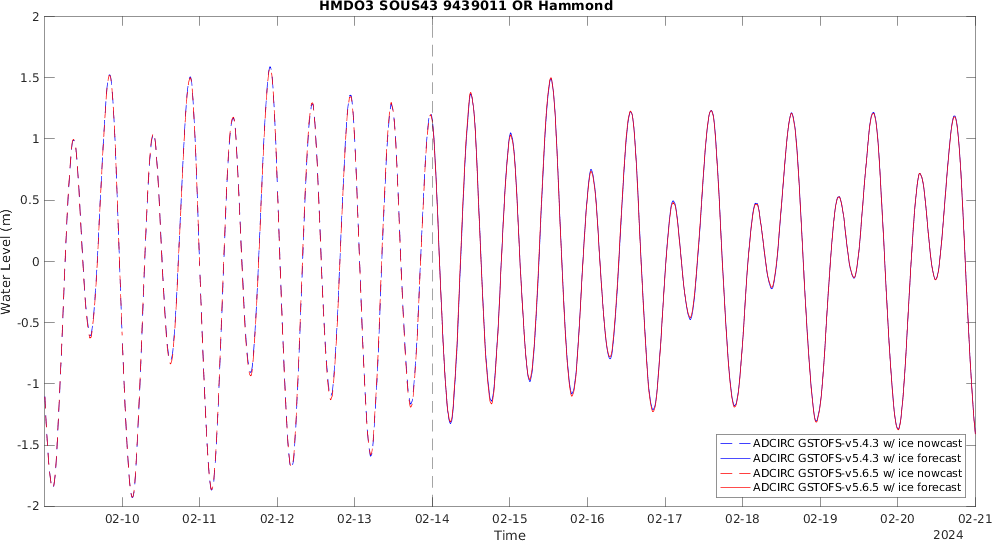 HMDO3 SOUS43 9439011 OR Hammond
2
1.5
1
0.5
0
-0.5
-1
-1.5
-2
Water Level (m)
ADCIRC GSTOFS-v5.4.3 w/ ice nowcast
ADCIRC GSTOFS-v5.4.3 w/ ice forecast
ADCIRC GSTOFS-v5.6.5 w/ ice nowcast
ADCIRC GSTOFS-v5.6.5 w/ ice forecast
02-10 02-11 02-12 02-13 02-14 02-15 02-16 02-17 02-18 02-19 02-20 02-21
Time
2024